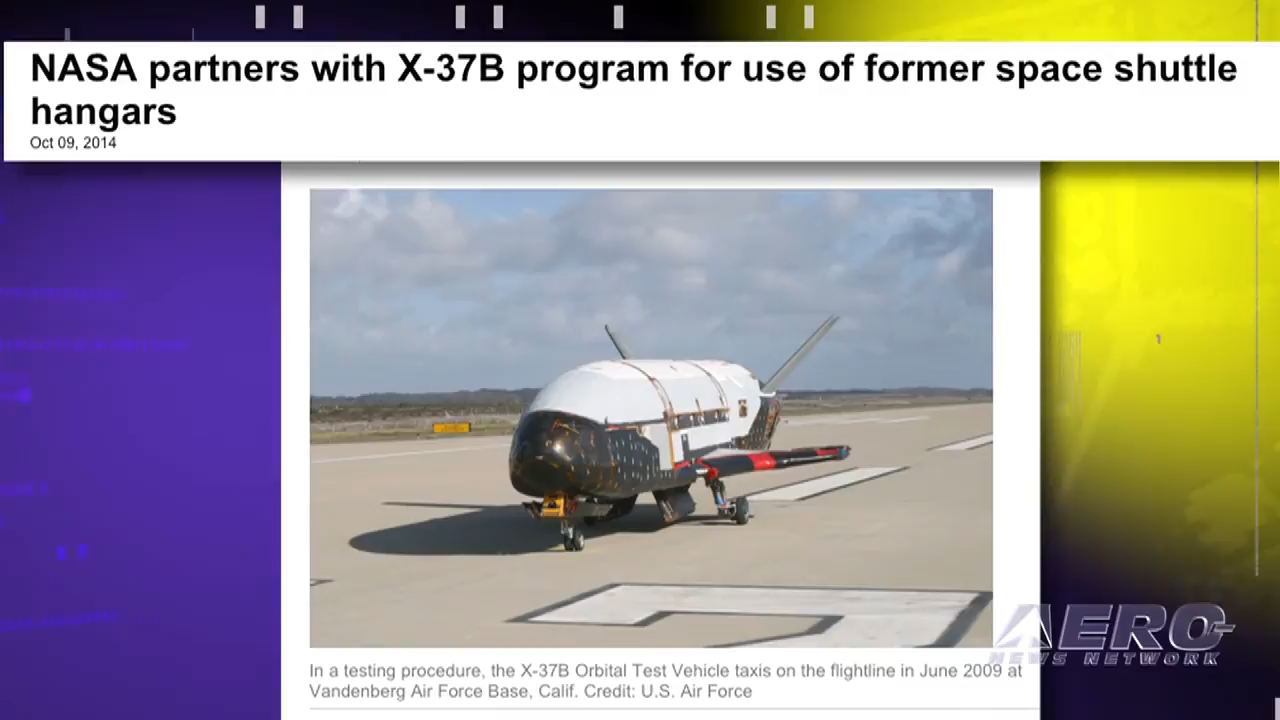 NASA partners with X-37B program for use of former space shuttle
hangars
Oct 09, 2014
In a testing procedure, the X-37B Orbital Test Vehicle taxis on the flightline in June 2009 at
Vandenberg Air Force Base, Calif. Credit: U.S. Air Force
AERO
NEWS NETWORK